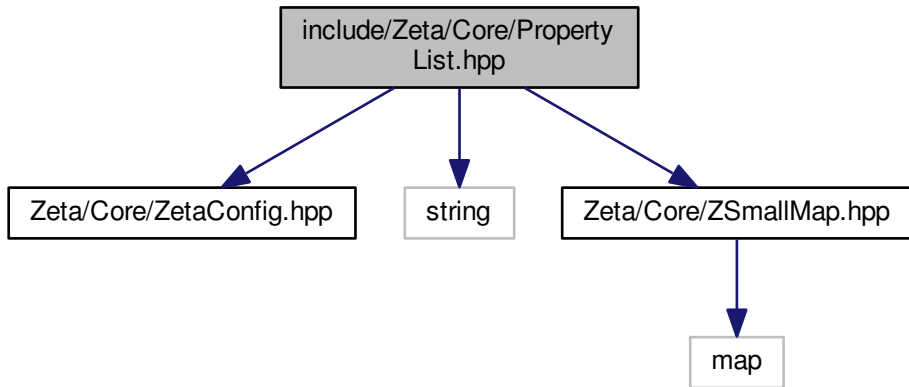 include/Zeta/Core/Property
List.hpp
Zeta/Core/ZetaConfig.hpp
string
Zeta/Core/ZSmallMap.hpp
map